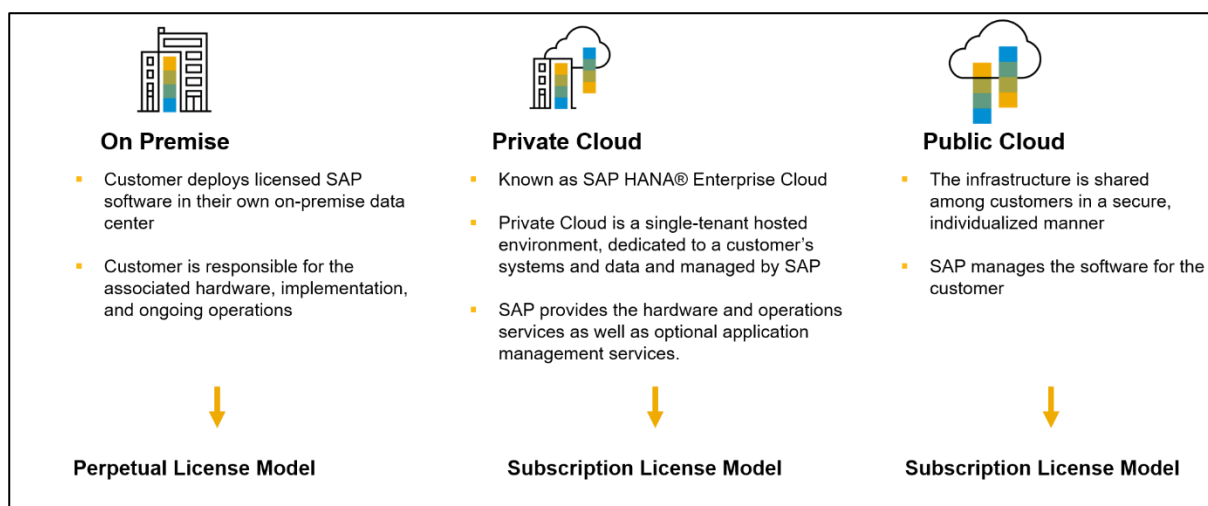 On Premise
▪ Customer deploys licensed SAP
software in their own on-premise data
center
▪ Customer is responsible for the
associated hardware, implementation,
and ongoing operations
Perpetual License Model
Private Cloud
▪ Known as SAP HANA® Enterprise Cloud
▪ Private Cloud is a single-tenant hosted
environment, dedicated to a customer's
systems and data and managed by SAP
▪ SAP provides the hardware and operations
services as well as optional application
management services.
Subscription License Model
Public Cloud
▪ The infrastructure is shared
among customers in a secure,
individualized manner
▪ SAP manages the software for the
customer
Subscription License Model